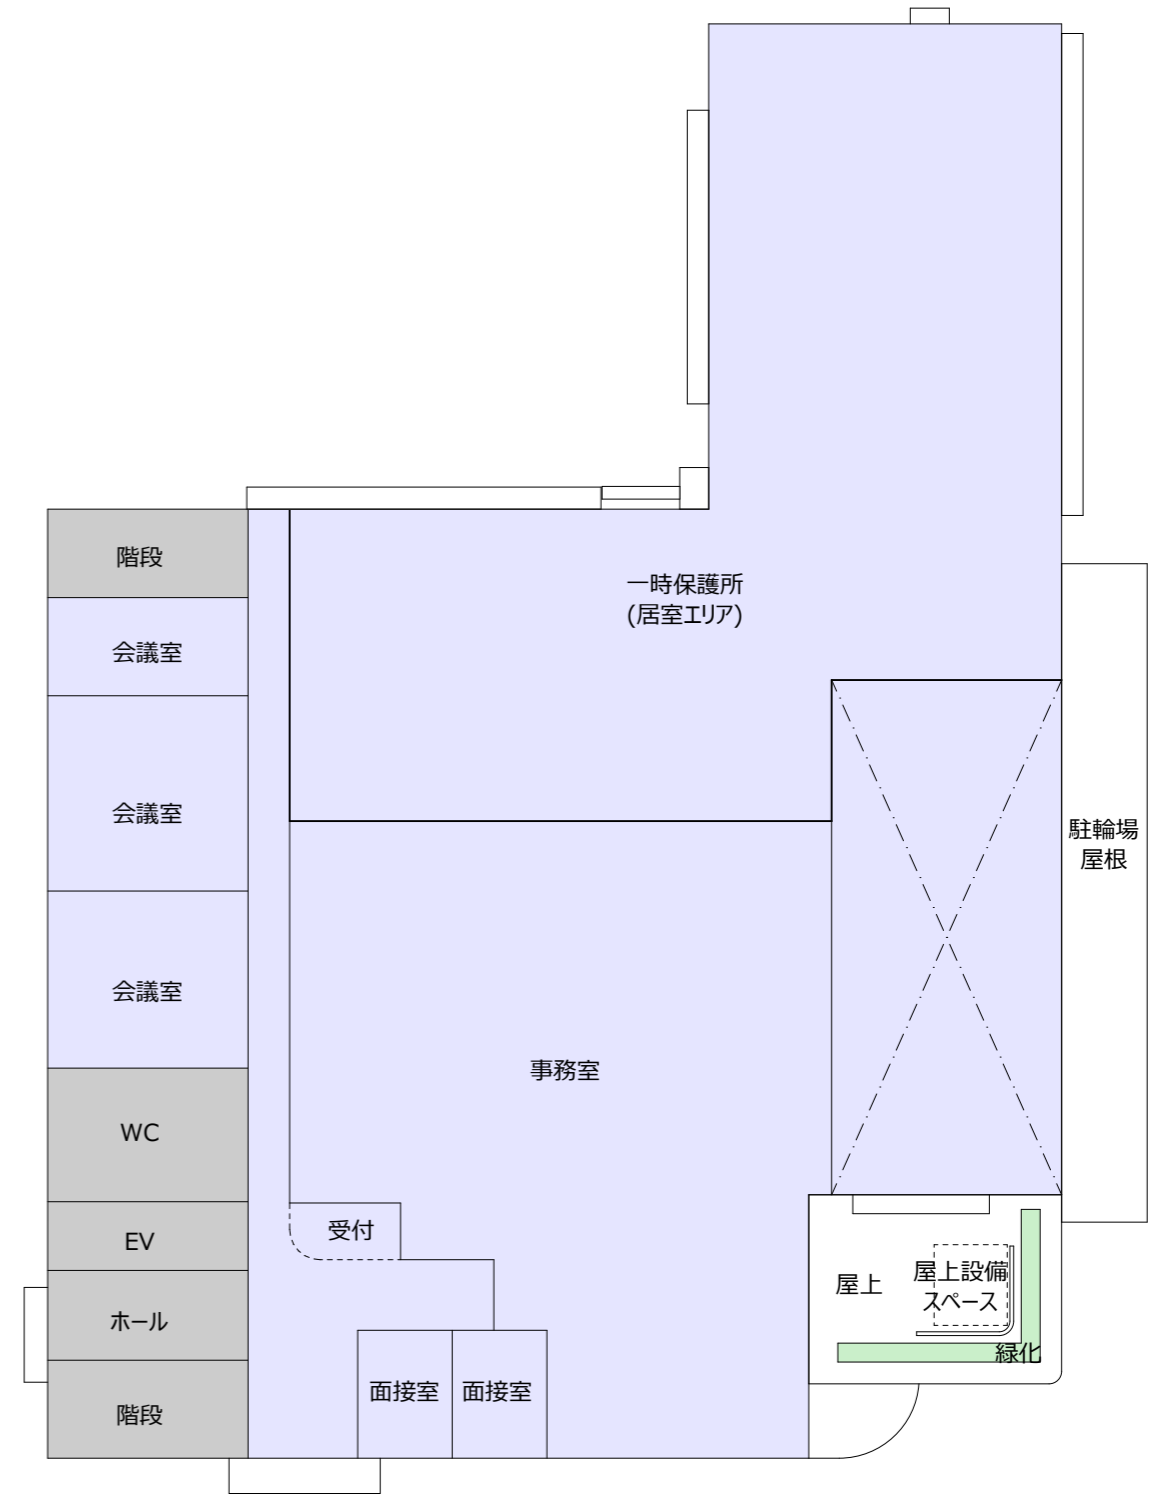 階段
一時保護所
(居室エリア)
会議室
会議室
駐輪場
屋根
会議室
事務室
WC
受付
EV
屋上設備
スペース
屋上
ホール
緑化
面接室
面接室
階段